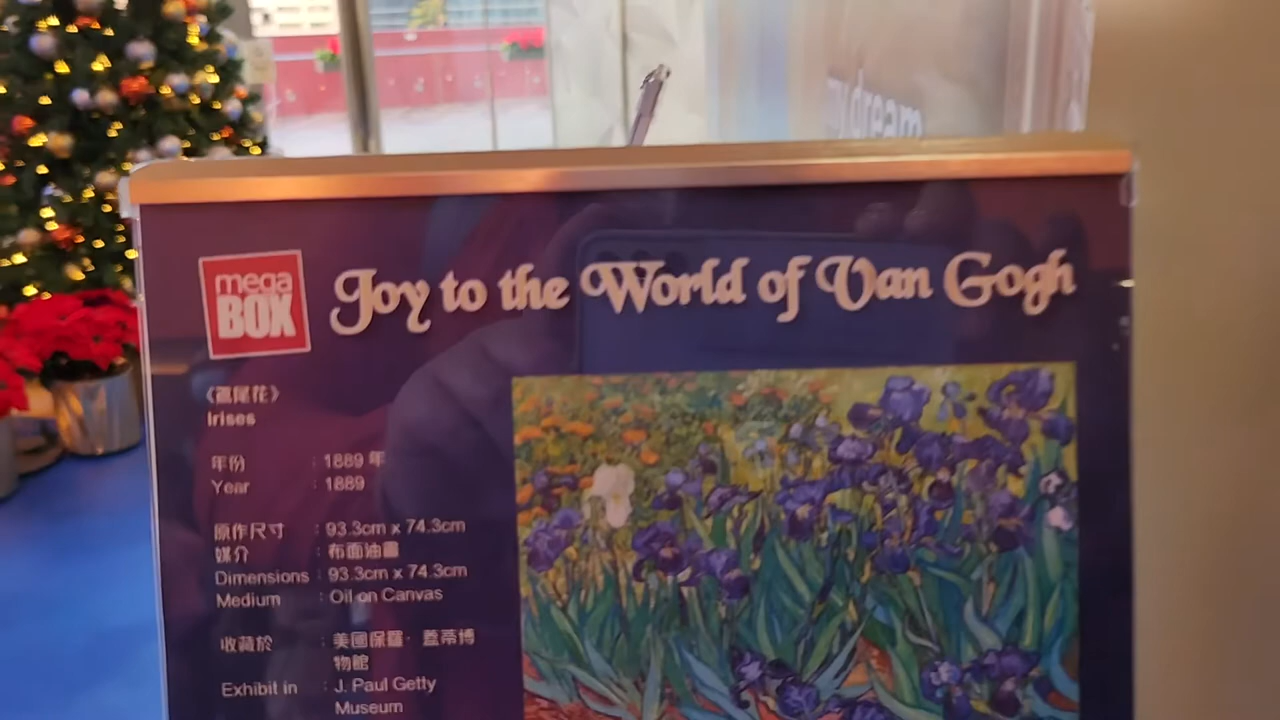 my dream
mega
BOX
Joy to the World of Van Gogh
《鳶尾花》
Irises
年份 : 1889 年
Year : 1889
原作尺寸 : 93.3cm x 74.3cm
媒介 : 布面油畫
Dimensions : 93.3cm x 74.3cm
Medium : Oil on Canvas
收藏於 : 美國保羅·蓋蒂博
物館
Exhibit in : J. Paul Getty
Museum